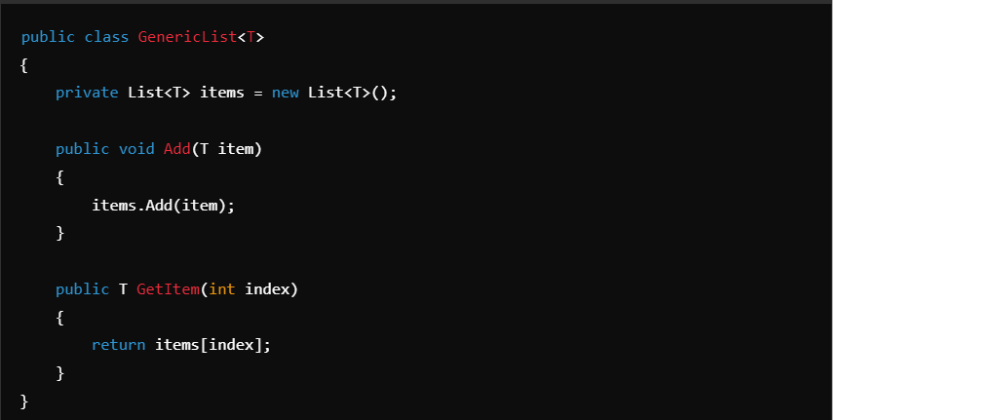 public class GenericList<T>
{
    private List<T> items = new List<T>();

    public void Add(T item)
    {
        items.Add(item);
    }

    public T GetItem(int index)
    {
        return items[index];
    }
}